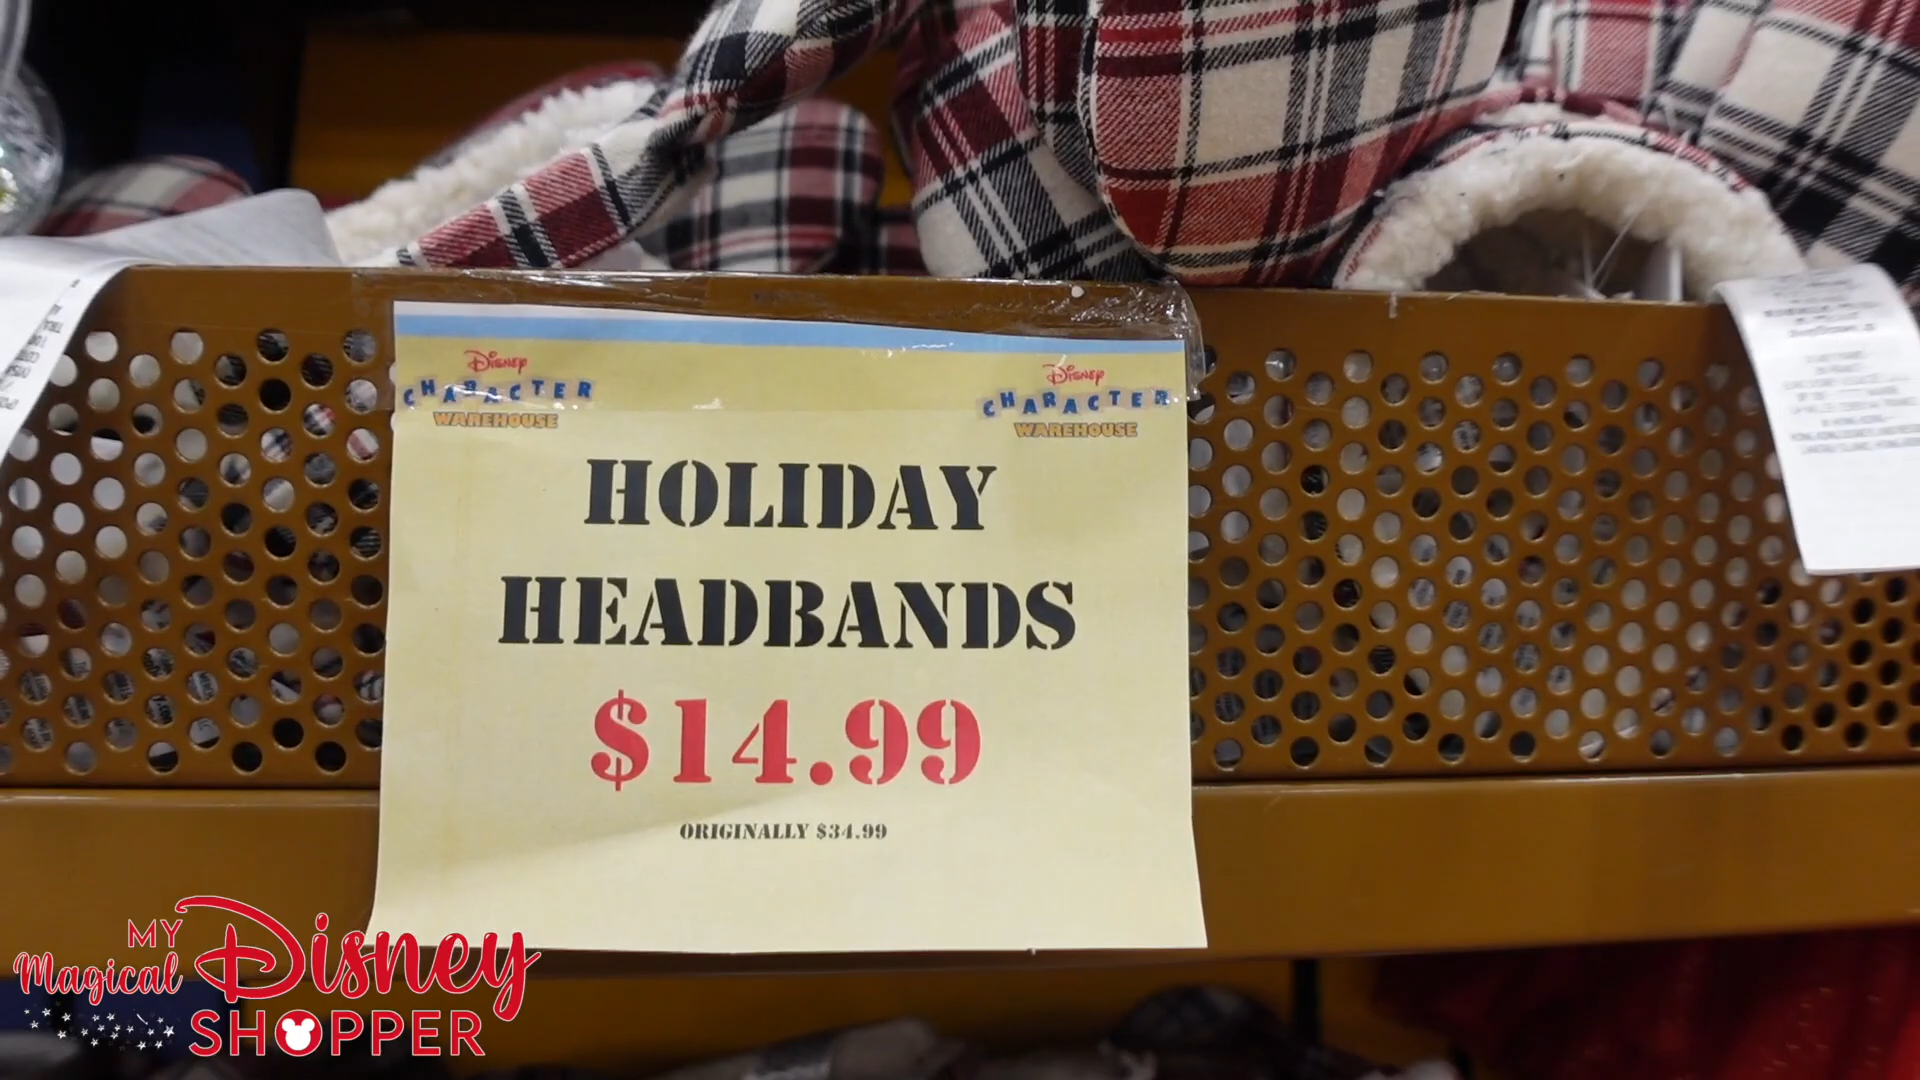 Disney
CHARACTER
WAREHOUSE
Disney
CHARACTER
WAREHOUSE
HOLIDAY
HEADBANDS
$14.99
ORIGINALLY $34.99
MY
Magical Disney
SHOPPER